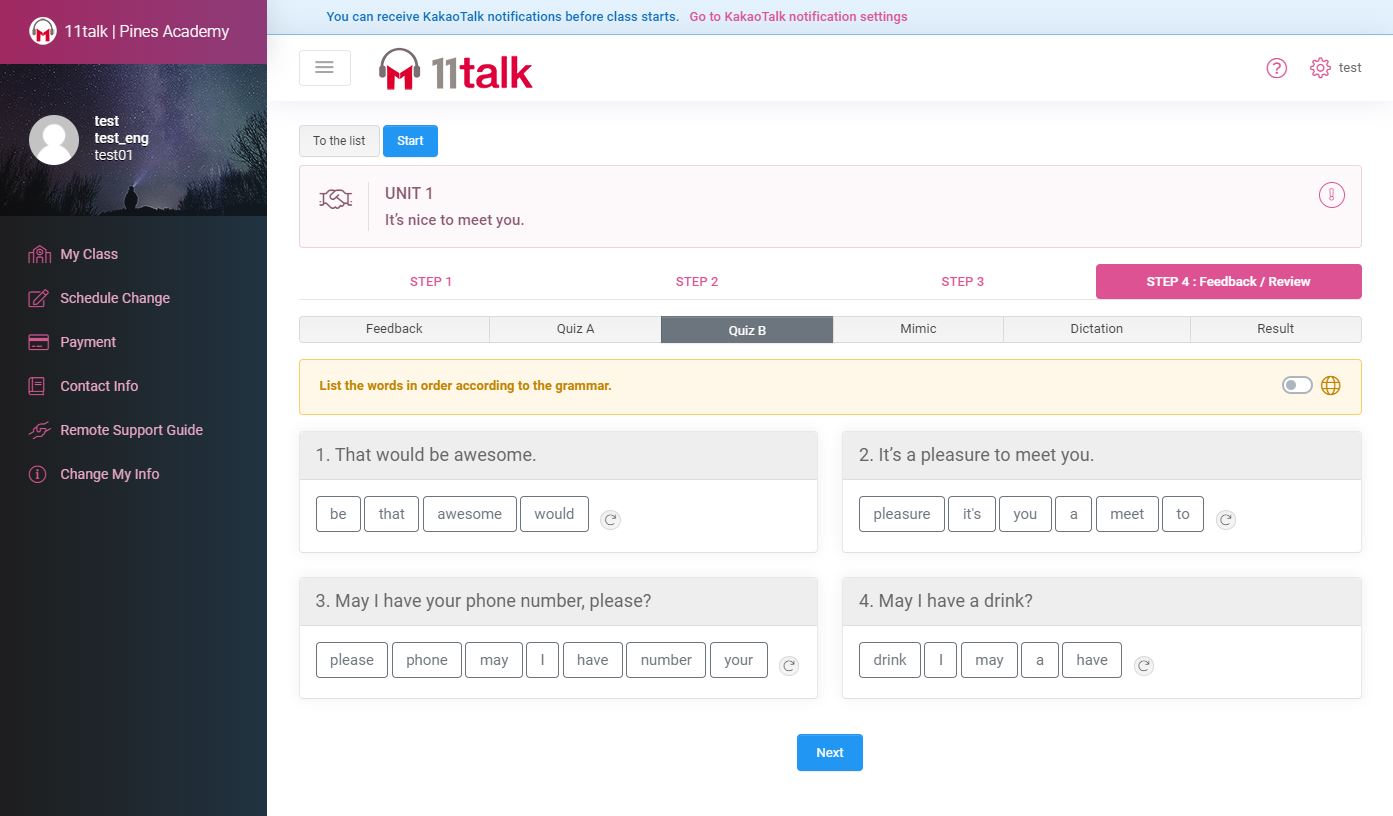 11talk | Pines Academy
You can receive KakaoTalk notifications before class starts. Go to KakaoTalk notification settings
11talk
test
test
test_eng
test01
My Class
Schedule Change
Payment
Contact Info
Remote Support Guide
Change My Info
To the list Start
UNIT 1
It’s nice to meet you.
STEP 1 STEP 2 STEP 3 STEP 4 : Feedback / Review
Feedback Quiz A Quiz B Mimic Dictation Result
List the words in order according to the grammar.
1. That would be awesome.
be that awesome would
2. It’s a pleasure to meet you.
pleasure it's you a meet to
3. May I have your phone number, please?
please phone may I have number your
4. May I have a drink?
drink I may a have
Next